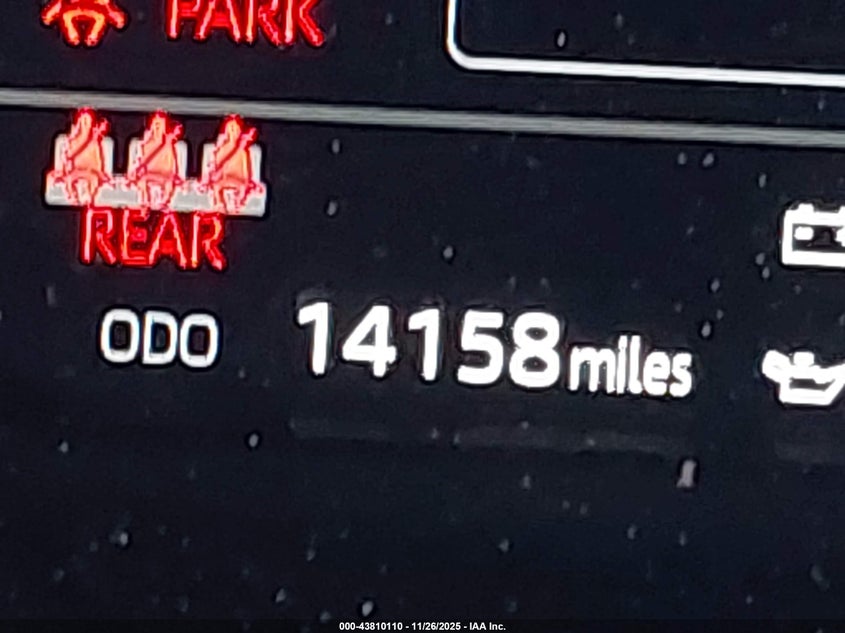 PARK
REAR
ODO 14158 miles
000-43810110 - 11/26/2025 - IAA Inc.